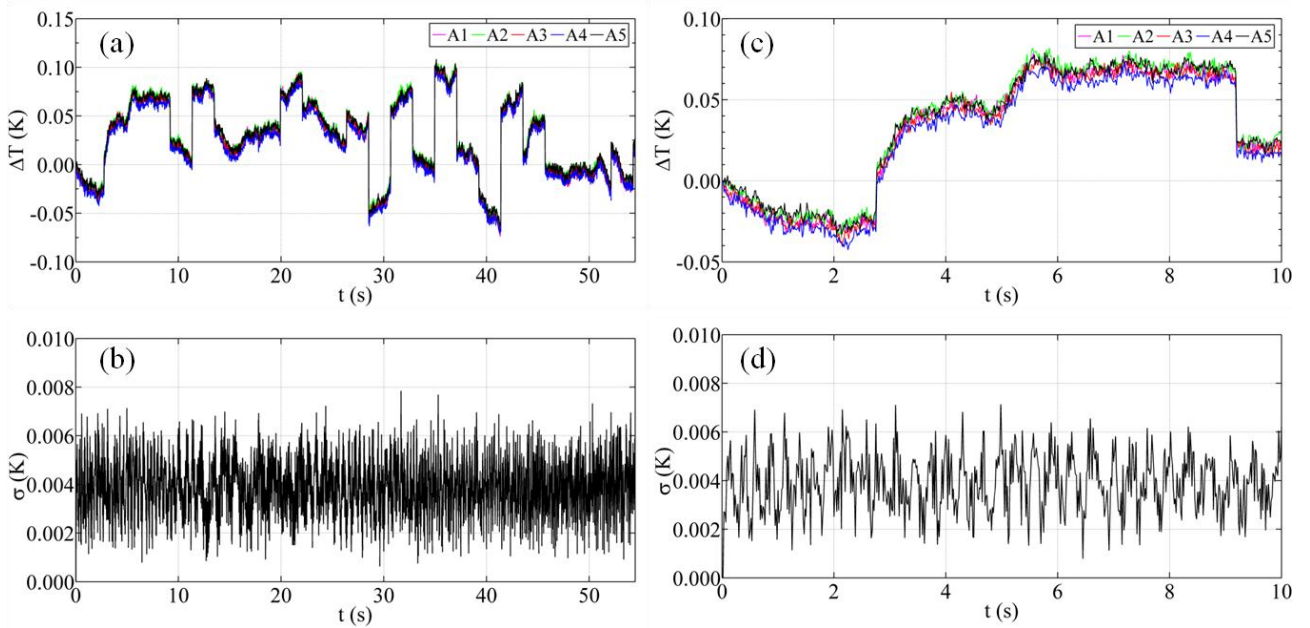 (a)
A1 A2 A3 A4 A5
0.15
0.10
0.05
0.00
-0.05
-0.10
ΔT (K)
0 10 20 30 40 50
t (s)
(c)
A1 A2 A3 A4 A5
0.10
0.05
0.00
-0.05
ΔT (K)
0 2 4 6 8 10
t (s)
(b)
0.010
0.008
0.006
0.004
0.002
0.000
σ (K)
0 10 20 30 40 50
t (s)
(d)
0.010
0.008
0.006
0.004
0.002
0.000
σ (K)
0 2 4 6 8 10
t (s)